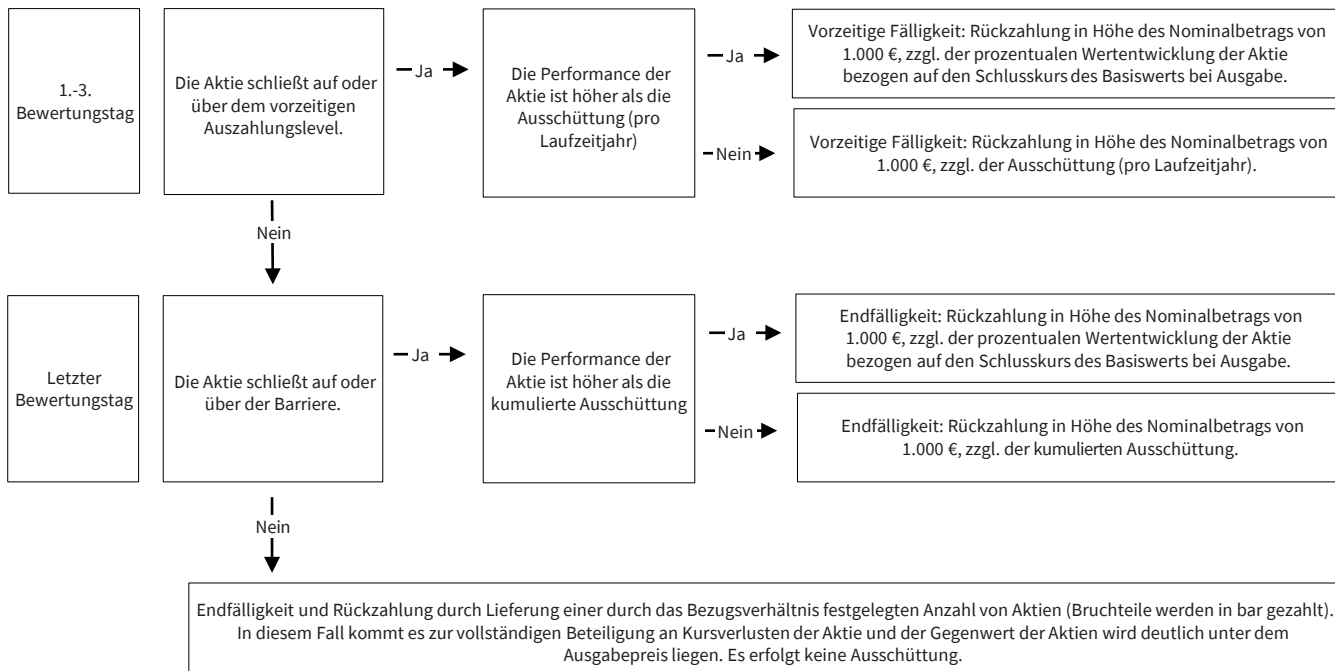 1.-3.
Bewertungstag
Die Aktie schließt auf oder
über dem vorzeitigen
Auszahlungslevel.
Ja
Die Performance der
Aktie ist höher als die
Ausschüttung (pro
Laufzeitjahr)
Ja
Vorzeitige Fälligkeit: Rückzahlung in Höhe des Nominalbetrags von
1.000 €, zzgl. der prozentualen Wertentwicklung der Aktie
bezogen auf den Schlusskurs des Basiswerts bei Ausgabe.
Nein
Vorzeitige Fälligkeit: Rückzahlung in Höhe des Nominalbetrags von
1.000 €, zzgl. der Ausschüttung (pro Laufzeitjahr).
Nein
Letzter
Bewertungstag
Die Aktie schließt auf oder
über der Barriere.
Ja
Die Performance der
Aktie ist höher als die
kumulierte Ausschüttung
Ja
Endfälligkeit: Rückzahlung in Höhe des Nominalbetrags von
1.000 €, zzgl. der prozentualen Wertentwicklung der Aktie
bezogen auf den Schlusskurs des Basiswerts bei Ausgabe.
Nein
Endfälligkeit: Rückzahlung in Höhe des Nominalbetrags von
1.000 €, zzgl. der kumulierten Ausschüttung.
Nein
Endfälligkeit und Rückzahlung durch Lieferung einer durch das Bezugsverhältnis festgelegten Anzahl von Aktien (Bruchteile werden in bar gezahlt).
In diesem Fall kommt es zur vollständigen Beteiligung an Kursverlusten der Aktie und der Gegenwert der Aktien wird deutlich unter dem
Ausgabepreis liegen. Es erfolgt keine Ausschüttung.